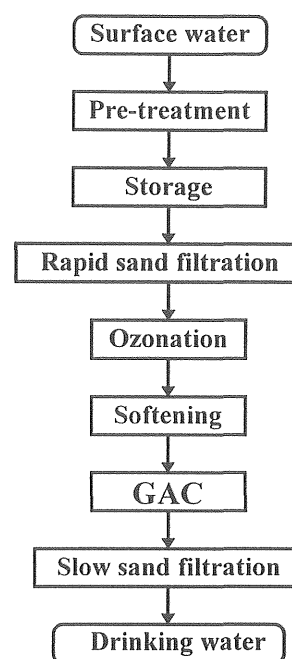 Surface water
Pre-treatment
Storage
Rapid sand filtration
Ozonation
Softening
GAC
Slow sand filtration
Drinking water